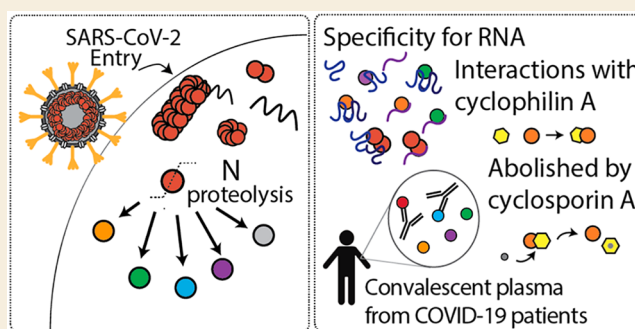 SARS-CoV-2
Entry
N
proteolysis
Specificity for RNA
Interactions with
cyclophilin A
Abolished by
cyclosporin A
Convalescent plasma
from COVID-19 patients